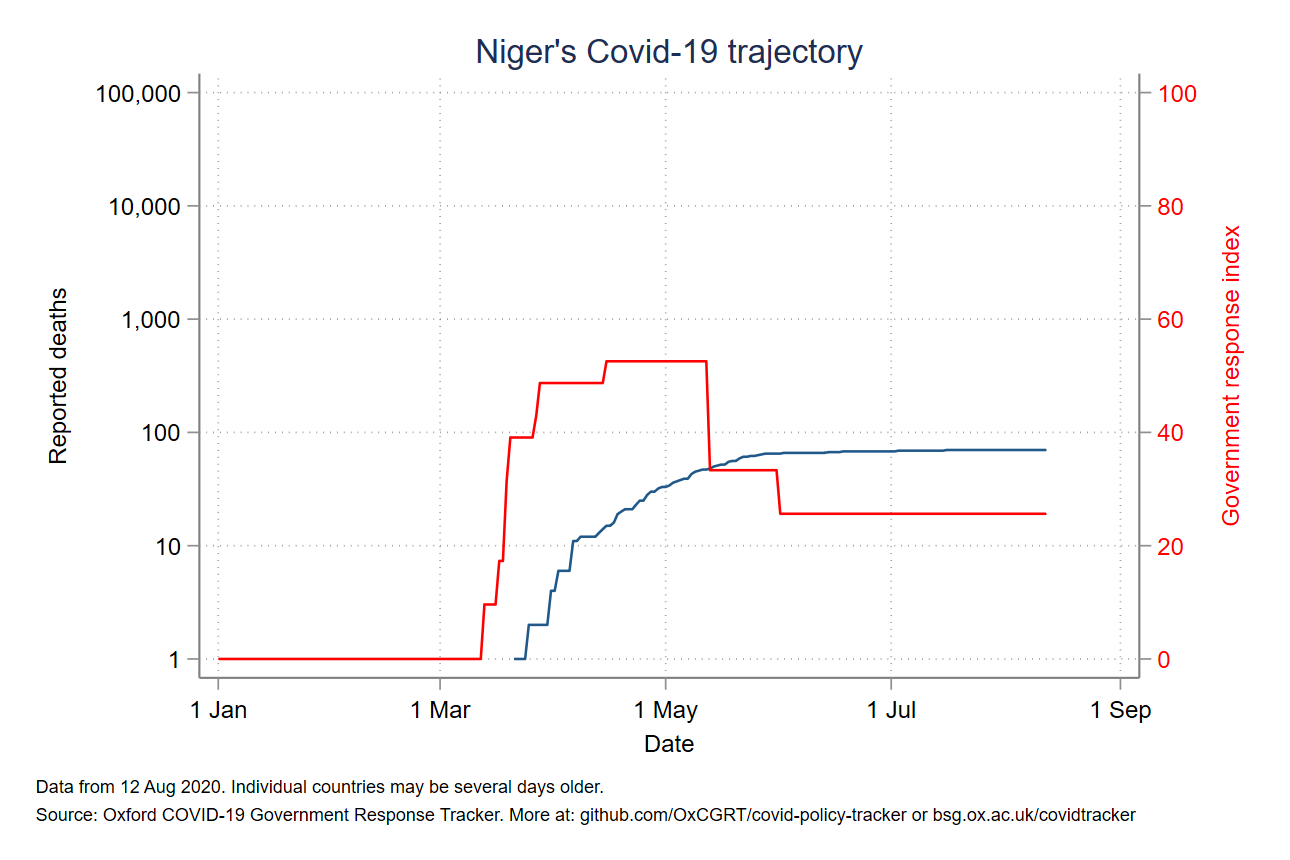 Niger's Covid-19 trajectory
100,000
10,000
1,000
100
10
1
Reported deaths
100
80
60
40
20
0
Government response index
1 Jan
1 Mar
1 May
1 Jul
1 Sep
Date
Data from 12 Aug 2020. Individual countries may be several days older.
Source: Oxford COVID-19 Government Response Tracker. More at: github.com/OxCGRT/covid-policy-tracker or bsg.ox.ac.uk/covidtracker